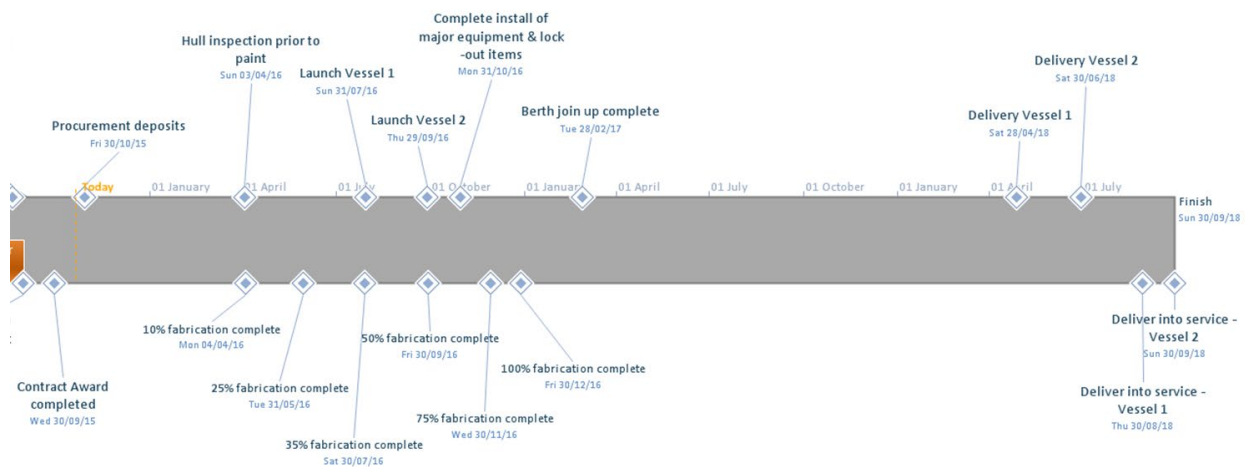 Complete install of
major equipment & lock
-out items
Mon 31/10/16
Hull inspection prior to
paint
Sun 03/04/16
Launch Vessel 1
Sun 31/07/16
Delivery Vessel 2
Sat 30/06/18
Procurement deposits
Fri 30/10/15
Launch Vessel 2
Thu 29/09/16
Berth join up complete
Tue 28/02/17
Delivery Vessel 1
Sat 28/04/18
Today
01 January
01 April
01 July
01 October
01 January
01 April
01 July
01 October
01 January
01 April
01 July
Finish
Sun 30/09/18
10% fabrication complete
Mon 04/04/16
50% fabrication complete
Fri 30/09/16
Deliver into service -
Vessel 2
Sun 30/09/18
Contract Award
completed
Wed 30/09/15
25% fabrication complete
Tue 31/05/16
100% fabrication complete
Fri 30/12/16
35% fabrication complete
Sat 30/07/16
75% fabrication complete
Wed 30/11/16
Deliver into service -
Vessel 1
Thu 30/08/18